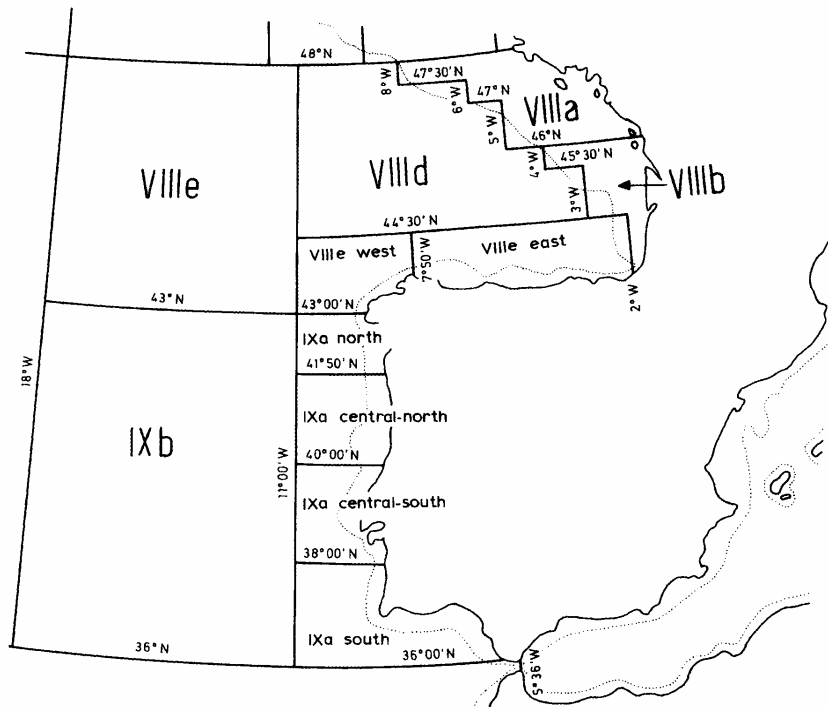 48°N
8°W
47°30'N
6°W
47°N
5°W
VIIIa
46°N
4°W
45°30'N
VIIIe
VIIId
3°W
VIIIb
44°30'N
VIIIe west
7°50'W
VIIIe east
2°W
43°N
43°00'N
IXa north
41°50'N
18°W
IXa central-north
IXb
40°00'N
11°00'W
IXa central-south
38°00'N
IXa south
36°N
36°00'N
5°36'W